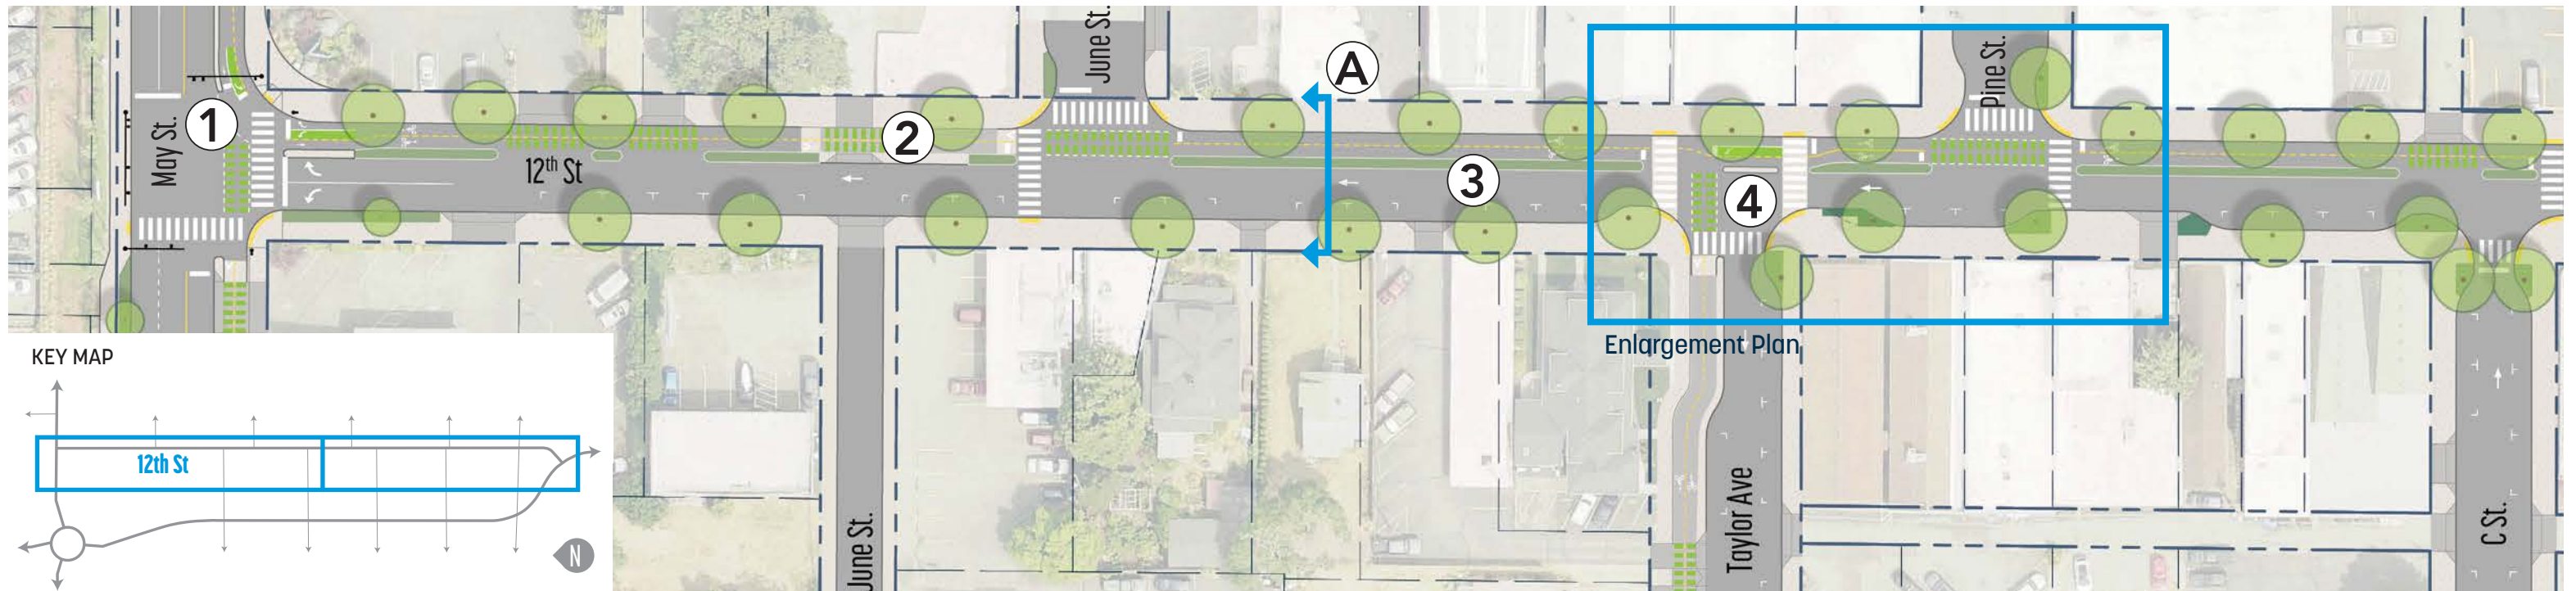 June St.
Pine St.
A
May St.
1
2
12th St
3
4
Enlargement Plan
KEY MAP
12th St
N
June St.
Taylor Ave
C St.